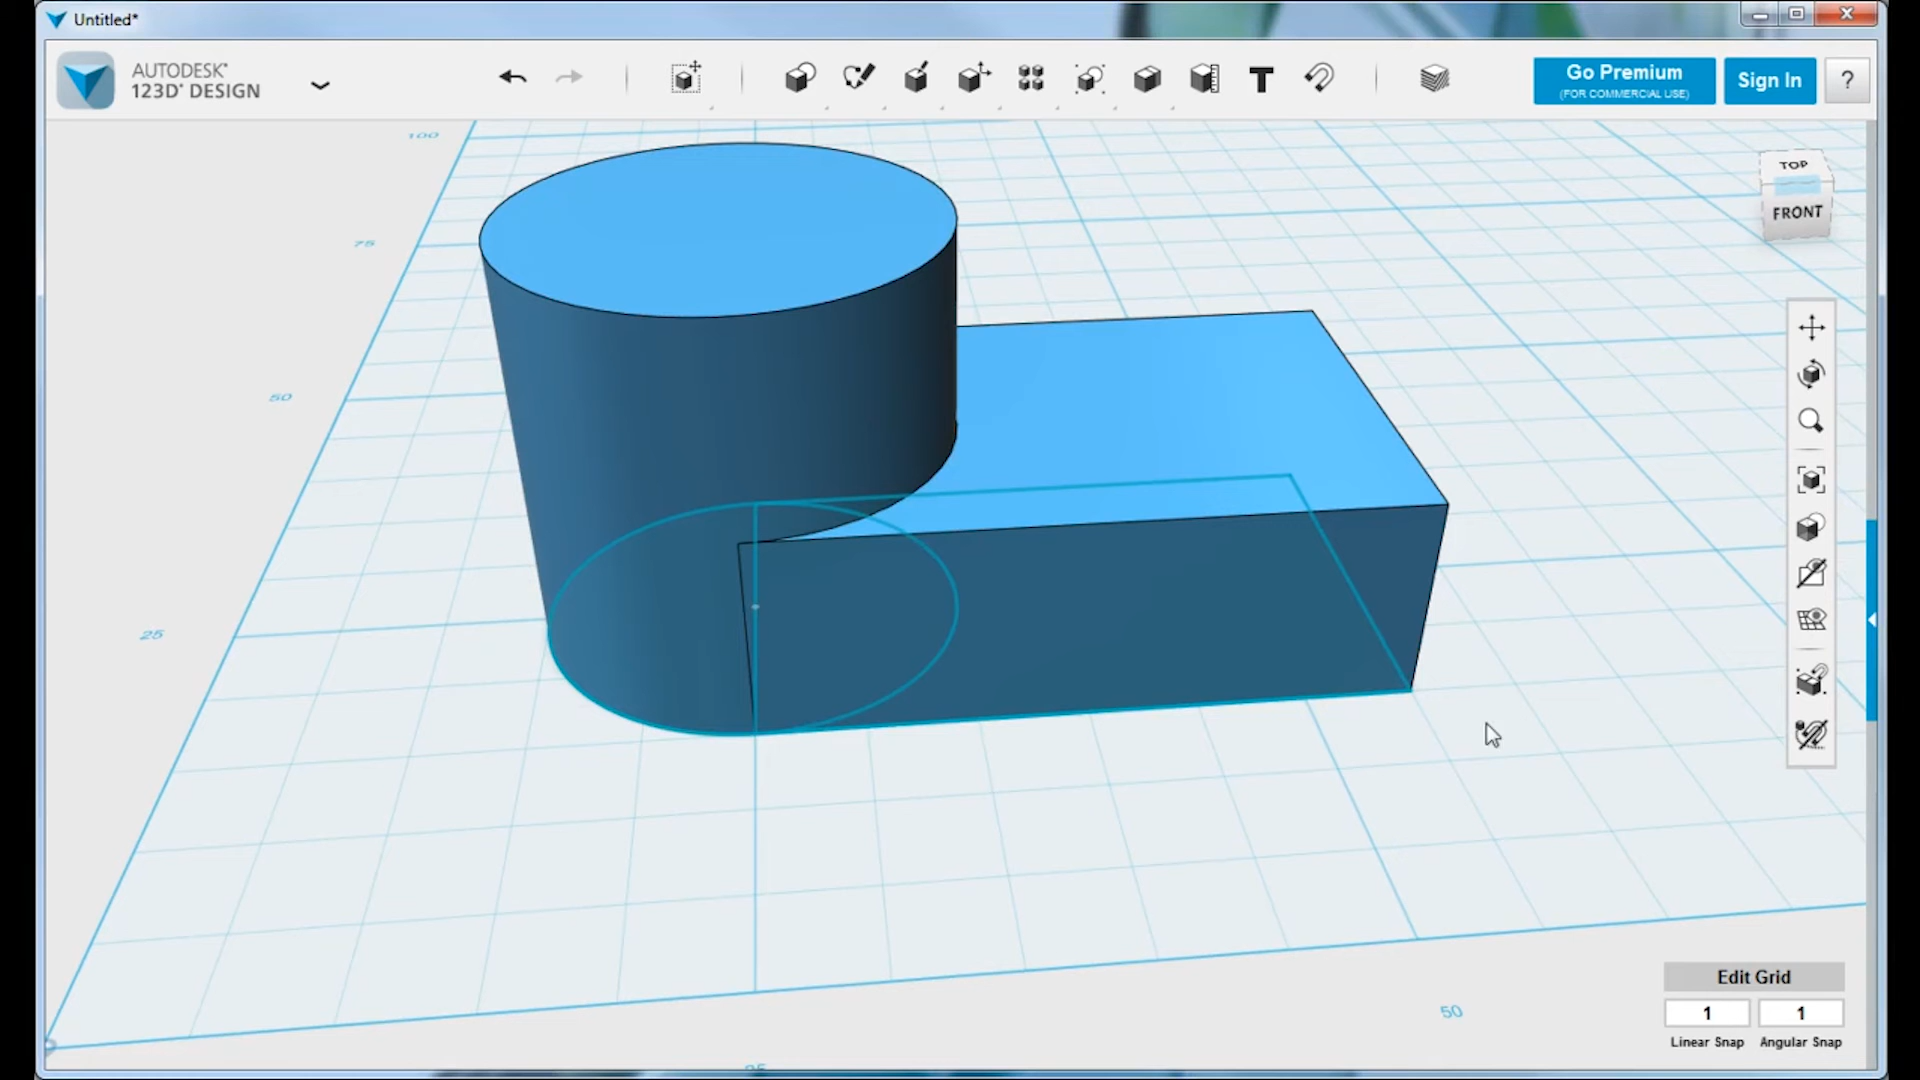 Untitled*
AUTODESK®
123D® DESIGN
T
Go Premium
(FOR COMMERCIAL USE)
Sign In
?
TOP
FRONT
100
75
50
25
50
25
Edit Grid
1
1
Linear Snap
Angular Snap